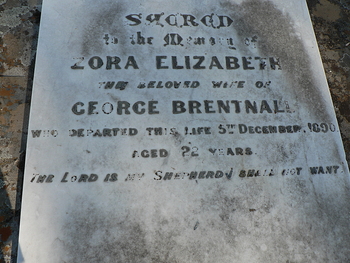 Sacred
to the Memory of
ZORA ELIZABETH
THE BELOVED WIFE OF
GEORGE BRENTNALL
WHO DEPARTED THIS LIFE 5TH DECEMBER, 1890,
AGED 22 YEARS
THE LORD IS MY SHEPHERD I SHALL NOT WANT